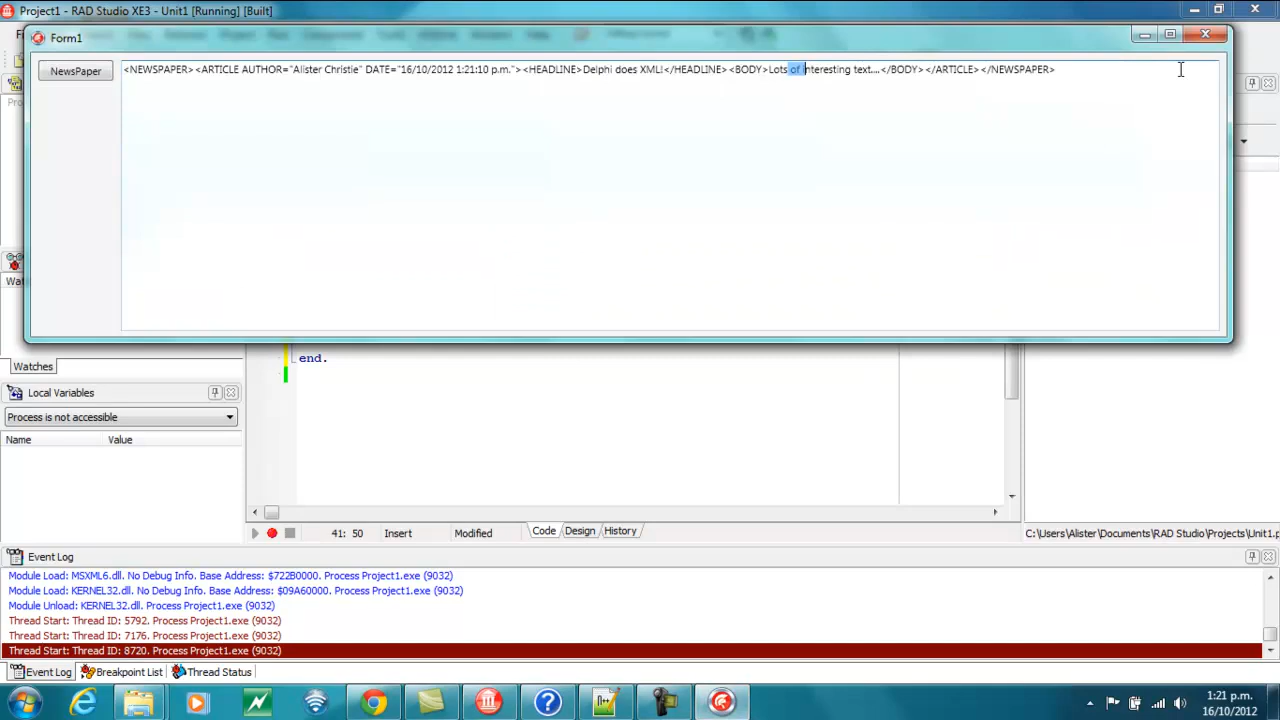 Project1 - RAD Studio XE3 - Unit1 [Running] [Built]
Form1
NewsPaper
<NEWSPAPER><ARTICLE AUTHOR="Alister Christie" DATE="16/10/2012 1:21:10 p.m."><HEADLINE>Delphi does XML!</HEADLINE><BODY>Lots of interesting text....</BODY></ARTICLE></NEWSPAPER>
end.
Watches
Local Variables
Process is not accessible
Name Value
41: 50 Insert Modified Code Design History
C:\Users\Alister\Documents\RAD Studio\Projects\Unit1.p
Event Log
Module Load: MSXML6.dll. No Debug Info. Base Address: $722B0000. Process Project1.exe (9032)
Module Load: KERNEL32.dll. No Debug Info. Base Address: $09A60000. Process Project1.exe (9032)
Module Unload: KERNEL32.dll. Process Project1.exe (9032)
Thread Start: Thread ID: 5792. Process Project1.exe (9032)
Thread Start: Thread ID: 7176. Process Project1.exe (9032)
Thread Start: Thread ID: 8720. Process Project1.exe (9032)
Event Log Breakpoint List Thread Status
1:21 p.m.
16/10/2012